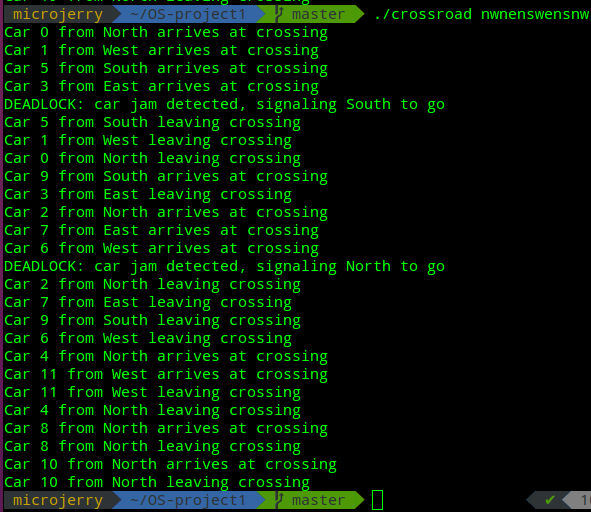 microjerry ~/OS-project1 master ./crossroad nwnenswensnw
Car 0 from North arrives at crossing
Car 1 from West arrives at crossing
Car 5 from South arrives at crossing
Car 3 from East arrives at crossing
DEADLOCK: car jam detected, signaling South to go
Car 5 from South leaving crossing
Car 1 from West leaving crossing
Car 0 from North leaving crossing
Car 9 from South arrives at crossing
Car 3 from East leaving crossing
Car 2 from North arrives at crossing
Car 7 from East arrives at crossing
Car 6 from West arrives at crossing
DEADLOCK: car jam detected, signaling North to go
Car 2 from North leaving crossing
Car 7 from East leaving crossing
Car 9 from South leaving crossing
Car 6 from West leaving crossing
Car 4 from North arrives at crossing
Car 11 from West arrives at crossing
Car 11 from West leaving crossing
Car 4 from North leaving crossing
Car 8 from North arrives at crossing
Car 8 from North leaving crossing
Car 10 from North arrives at crossing
Car 10 from North leaving crossing
microjerry ~/OS-project1 master ✔